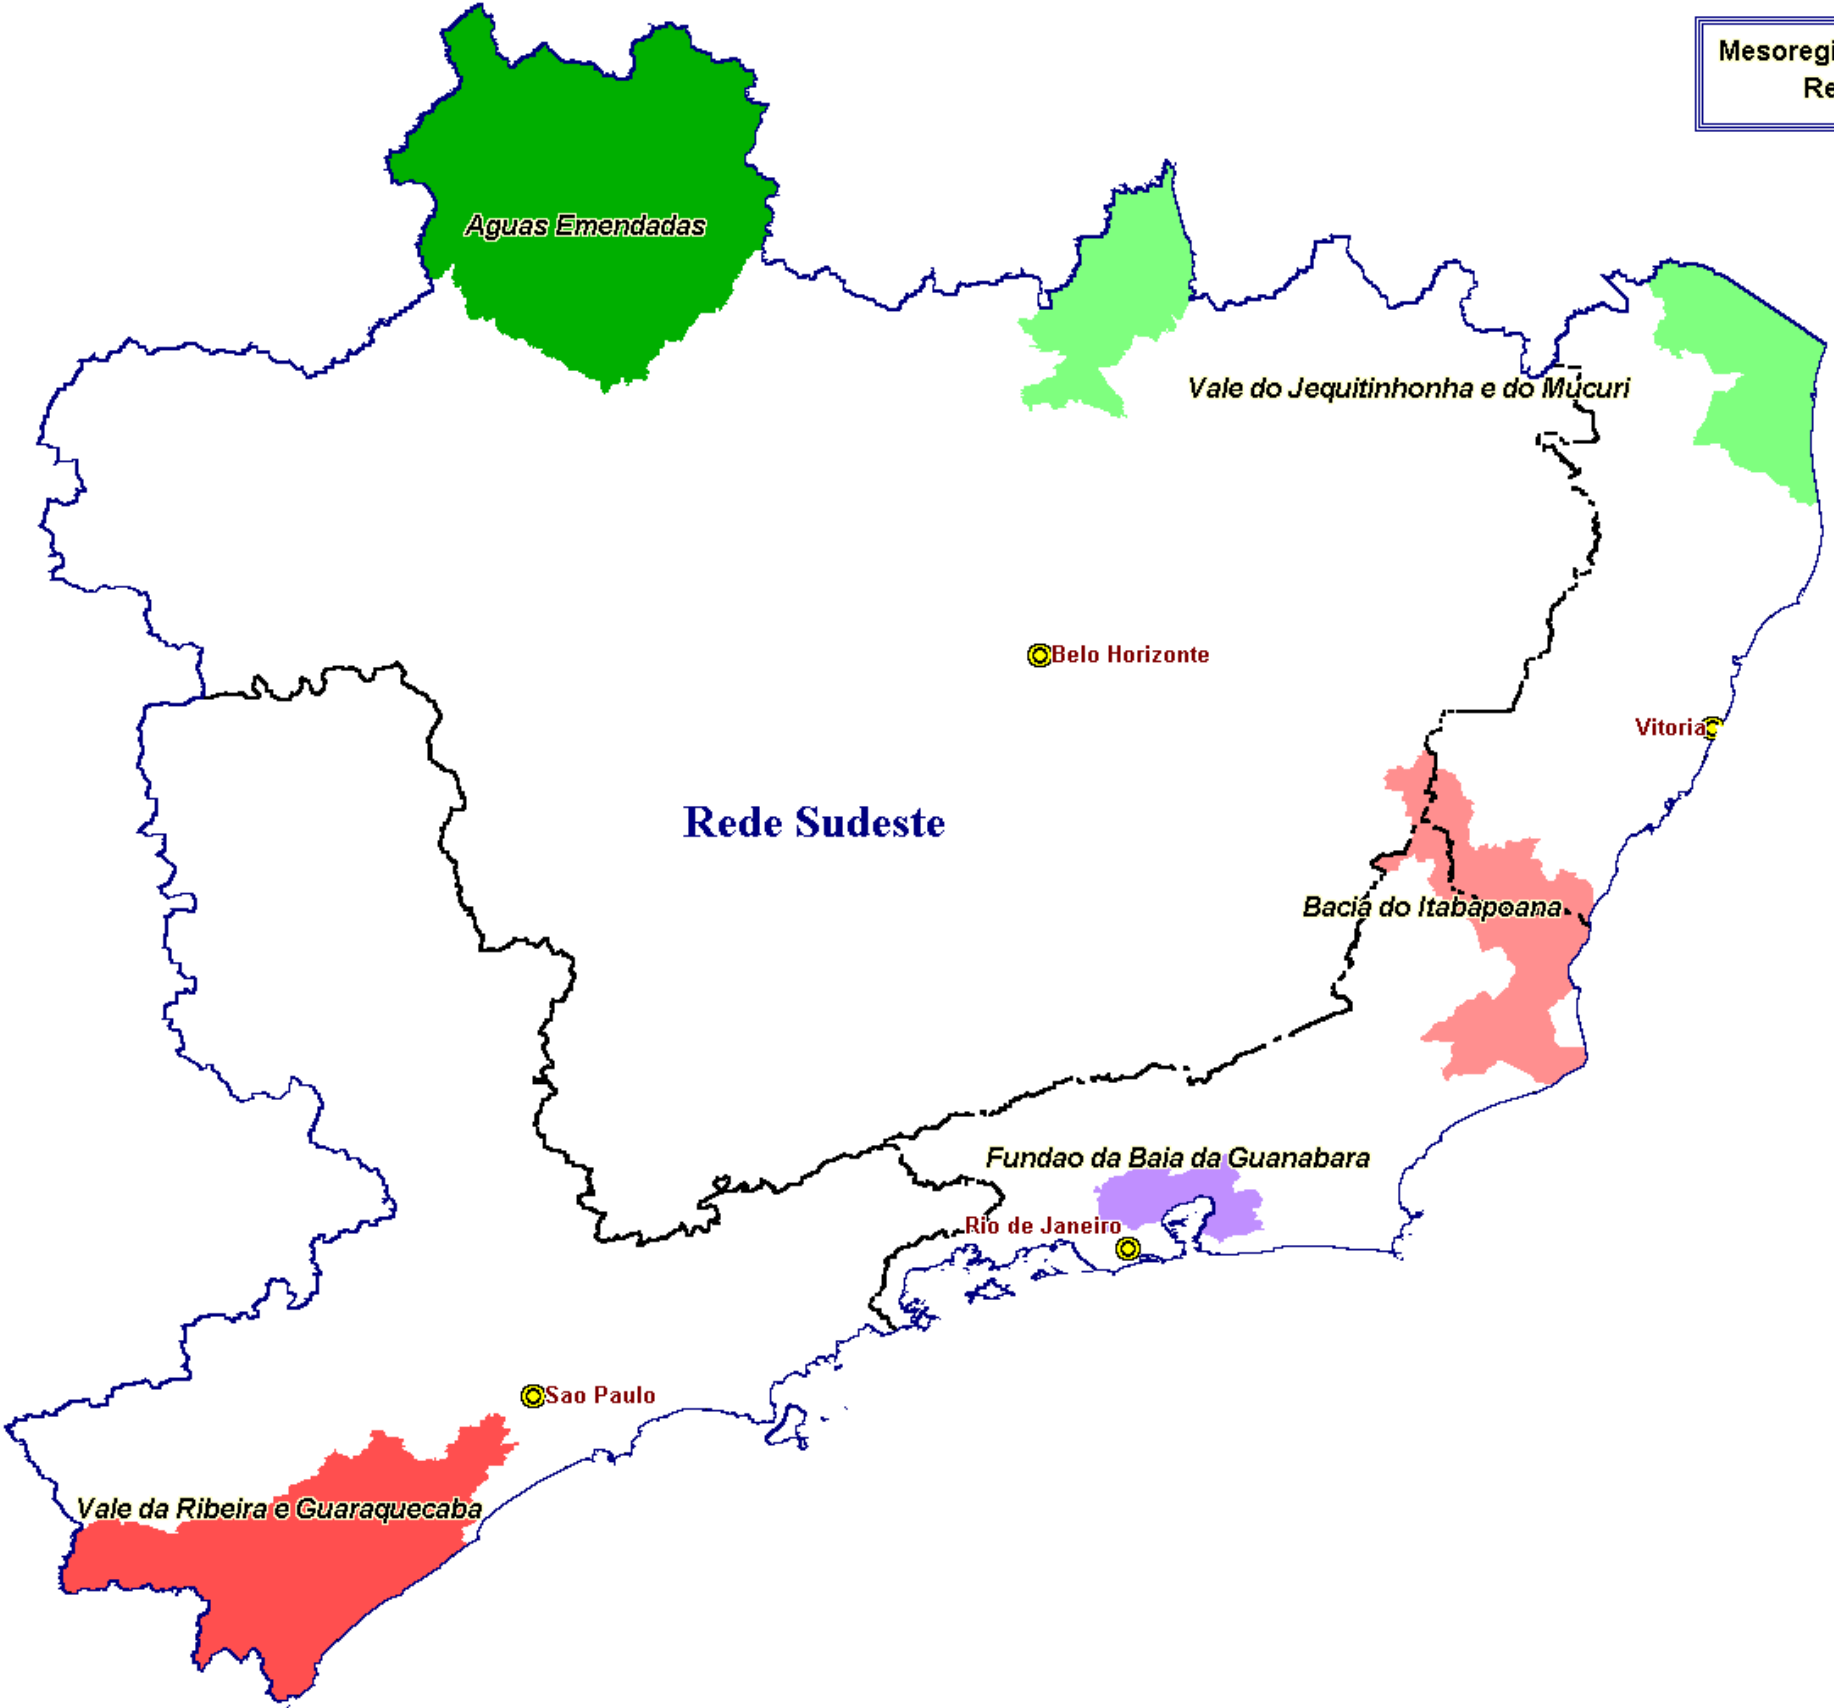 Mesoregi
Re
Aguas Emendadas
Vale do Jequitinhonha e do Mucuri
Belo Horizonte
Vitoria
Rede Sudeste
Bacia do Itabapoana
Fundao da Baia da Guanabara
Rio de Janeiro
Sao Paulo
Vale da Ribeira e Guaraquecaba